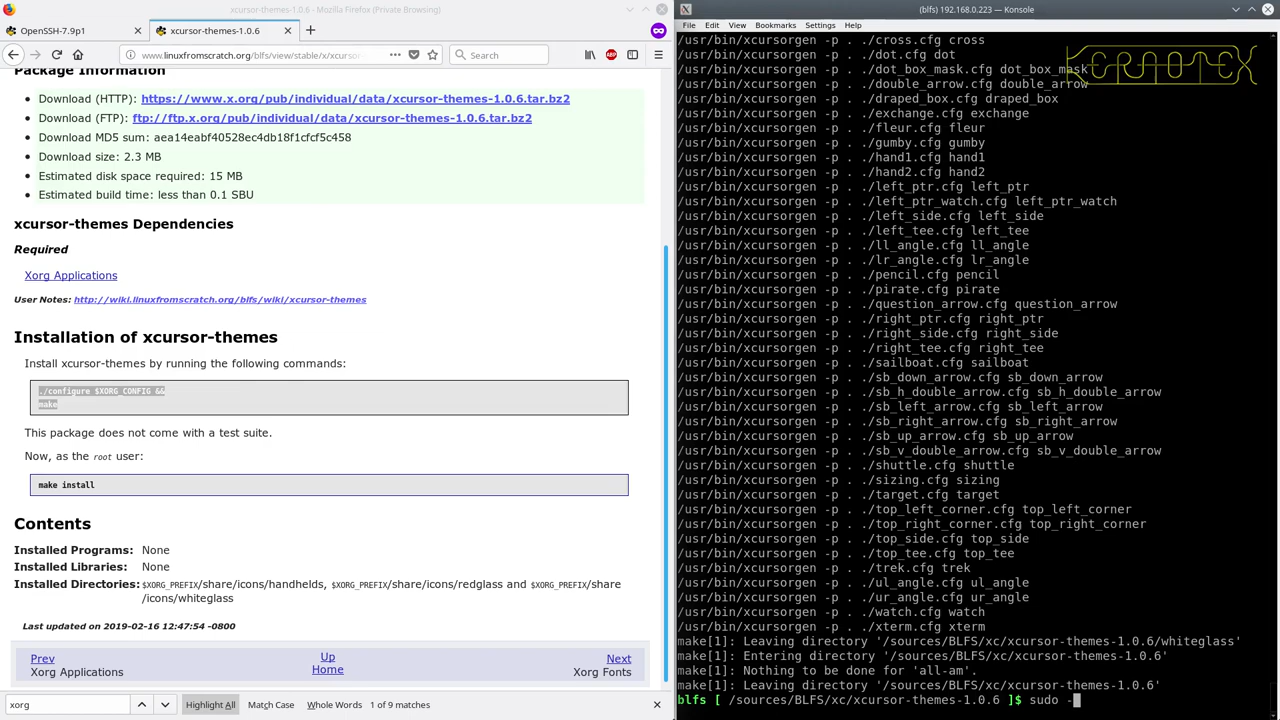 xcursor-themes-1.0.6 - Mozilla Firefox (Private Browsing)
OpenSSH-7.9p1
xcursor-themes-1.0.6
www.linuxfromscratch.org/blfs/view/stable/x/xcursor
Search
ABP
Package Information
Download (HTTP): https://www.x.org/pub/individual/data/xcursor-themes-1.0.6.tar.bz2
Download (FTP): ftp://ftp.x.org/pub/individual/data/xcursor-themes-1.0.6.tar.bz2
Download MD5 sum: aea14eabf40528ec4db18f1cfcf5c458
Download size: 2.3 MB
Estimated disk space required: 15 MB
Estimated build time: less than 0.1 SBU
xcursor-themes Dependencies
Required
Xorg Applications
User Notes: http://wiki.linuxfromscratch.org/blfs/wiki/xcursor-themes
Installation of xcursor-themes
Install xcursor-themes by running the following commands:
./configure $XORG_CONFIG &&
make
This package does not come with a test suite.
Now, as the root user:
make install
Contents
Installed Programs: None
Installed Libraries: None
Installed Directories: $XORG_PREFIX/share/icons/handhelds, $XORG_PREFIX/share/icons/redglass and $XORG_PREFIX/share
/icons/whiteglass
Last updated on 2019-02-16 12:47:54 -0800
Prev
Up
Next
Xorg Applications
Home
Xorg Fonts
xorg
Highlight All
Match Case
Whole Words
1 of 9 matches
(blfs) 192.168.0.223 — Konsole
File Edit View Bookmarks Settings Help
/usr/bin/xcursorgen -p . ./cross.cfg cross
/usr/bin/xcursorgen -p . ./dot.cfg dot
/usr/bin/xcursorgen -p . ./dot_box_mask.cfg dot_box_mask
/usr/bin/xcursorgen -p . ./double_arrow.cfg double_arrow
/usr/bin/xcursorgen -p . ./draped_box.cfg draped_box
/usr/bin/xcursorgen -p . ./exchange.cfg exchange
/usr/bin/xcursorgen -p . ./fleur.cfg fleur
/usr/bin/xcursorgen -p . ./gumby.cfg gumby
/usr/bin/xcursorgen -p . ./hand1.cfg hand1
/usr/bin/xcursorgen -p . ./hand2.cfg hand2
/usr/bin/xcursorgen -p . ./left_ptr.cfg left_ptr
/usr/bin/xcursorgen -p . ./left_ptr_watch.cfg left_ptr_watch
/usr/bin/xcursorgen -p . ./left_side.cfg left_side
/usr/bin/xcursorgen -p . ./left_tee.cfg left_tee
/usr/bin/xcursorgen -p . ./ll_angle.cfg ll_angle
/usr/bin/xcursorgen -p . ./lr_angle.cfg lr_angle
/usr/bin/xcursorgen -p . ./pencil.cfg pencil
/usr/bin/xcursorgen -p . ./pirate.cfg pirate
/usr/bin/xcursorgen -p . ./question_arrow.cfg question_arrow
/usr/bin/xcursorgen -p . ./right_ptr.cfg right_ptr
/usr/bin/xcursorgen -p . ./right_side.cfg right_side
/usr/bin/xcursorgen -p . ./right_tee.cfg right_tee
/usr/bin/xcursorgen -p . ./sailboat.cfg sailboat
/usr/bin/xcursorgen -p . ./sb_down_arrow.cfg sb_down_arrow
/usr/bin/xcursorgen -p . ./sb_h_double_arrow.cfg sb_h_double_arrow
/usr/bin/xcursorgen -p . ./sb_left_arrow.cfg sb_left_arrow
/usr/bin/xcursorgen -p . ./sb_right_arrow.cfg sb_right_arrow
/usr/bin/xcursorgen -p . ./sb_up_arrow.cfg sb_up_arrow
/usr/bin/xcursorgen -p . ./sb_v_double_arrow.cfg sb_v_double_arrow
/usr/bin/xcursorgen -p . ./shuttle.cfg shuttle
/usr/bin/xcursorgen -p . ./sizing.cfg sizing
/usr/bin/xcursorgen -p . ./target.cfg target
/usr/bin/xcursorgen -p . ./top_left_corner.cfg top_left_corner
/usr/bin/xcursorgen -p . ./top_right_corner.cfg top_right_corner
/usr/bin/xcursorgen -p . ./top_side.cfg top_side
/usr/bin/xcursorgen -p . ./top_tee.cfg top_tee
/usr/bin/xcursorgen -p . ./trek.cfg trek
/usr/bin/xcursorgen -p . ./ul_angle.cfg ul_angle
/usr/bin/xcursorgen -p . ./ur_angle.cfg ur_angle
/usr/bin/xcursorgen -p . ./watch.cfg watch
/usr/bin/xcursorgen -p . ./xterm.cfg xterm
make[1]: Leaving directory '/sources/BLFS/xc/xcursor-themes-1.0.6/whiteglass'
make[1]: Entering directory '/sources/BLFS/xc/xcursor-themes-1.0.6'
make[1]: Nothing to be done for 'all-am'.
make[1]: Leaving directory '/sources/BLFS/xc/xcursor-themes-1.0.6'
blfs [ /sources/BLFS/xc/xcursor-themes-1.0.6 ]$ sudo -